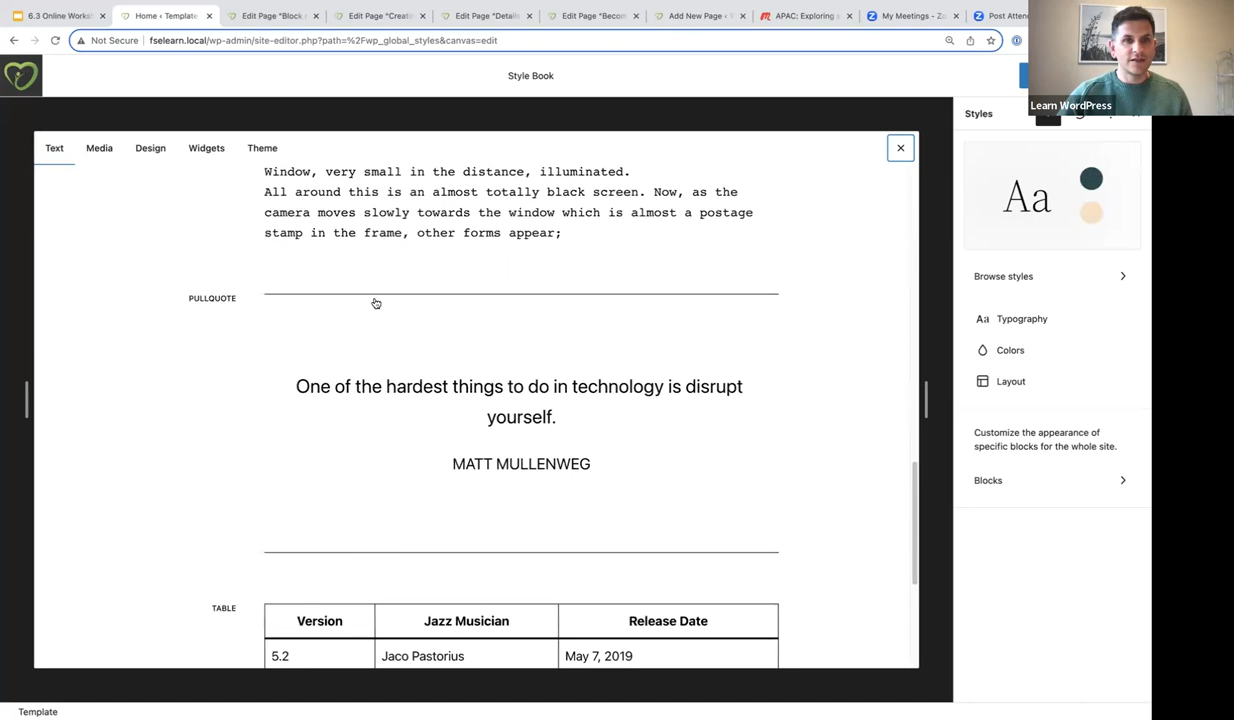 6.3 Online Worksh
Home ‹ Template
Edit Page "Block
Edit Page "Create
Edit Page "Details
Edit Page "Becom
Add New Page ‹
APAC: Exploring
My Meetings - Zo
Post Atten
Not Secure
fselearn.local/wp-admin/site-editor.php?path=%2Fwp_global_styles&canvas=edit
Style Book
Learn WordPress
Styles
Text
Media
Design
Widgets
Theme
Window, very small in the distance, illuminated.
All around this is an almost totally black screen. Now, as the
camera moves slowly towards the window which is almost a postage
stamp in the frame, other forms appear;
PULLQUOTE
One of the hardest things to do in technology is disrupt
yourself.
MATT MULLENWEG
TABLE
Version Jazz Musician Release Date
5.2 Jaco Pastorius May 7, 2019
Aa
Browse styles
Aa Typography
Colors
Layout
Customize the appearance of
specific blocks for the whole site.
Blocks
Template